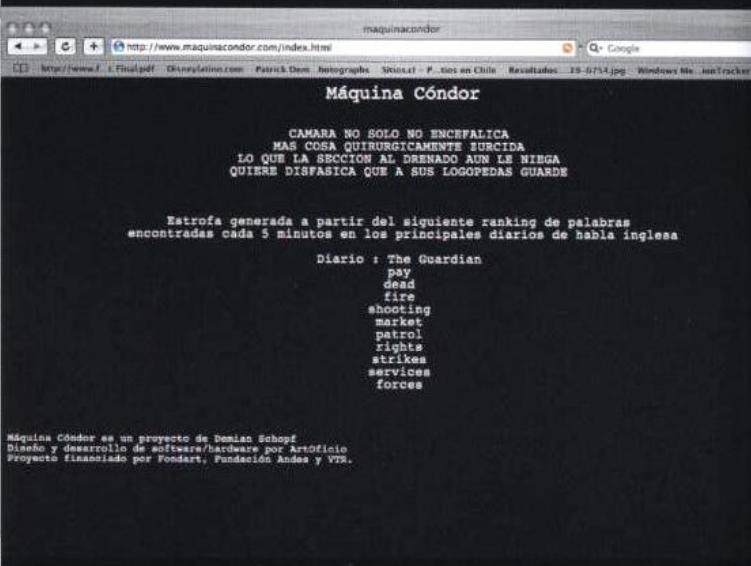 maquinacondor
http://www.maquinacondor.com/index.html
Google
Disneylatino.com
Máquina Cóndor
CAMARA NO SOLO NO ENCEFALICA
MAS COSA QUIRURGICAMENTE ZURCIDA
LO QUE LA SECCION AL DRENADO AUN LE NIEGA
QUIERE DISFASICA QUE A SUS LOGOPEDAS GUARDE
Estrofa generada a partir del siguiente ranking de palabras
encontradas cada 5 minutos en los principales diarios de habla inglesa
Diario : The Guardian
pay
dead
fire
shooting
market
patrol
rights
strikes
services
forces
Máquina Cóndor es un proyecto de Demian Schopf
Diseño y desarrollo de software/hardware por ArtOficio
Proyecto financiado por Fondart, Fundación Andes y VTR.